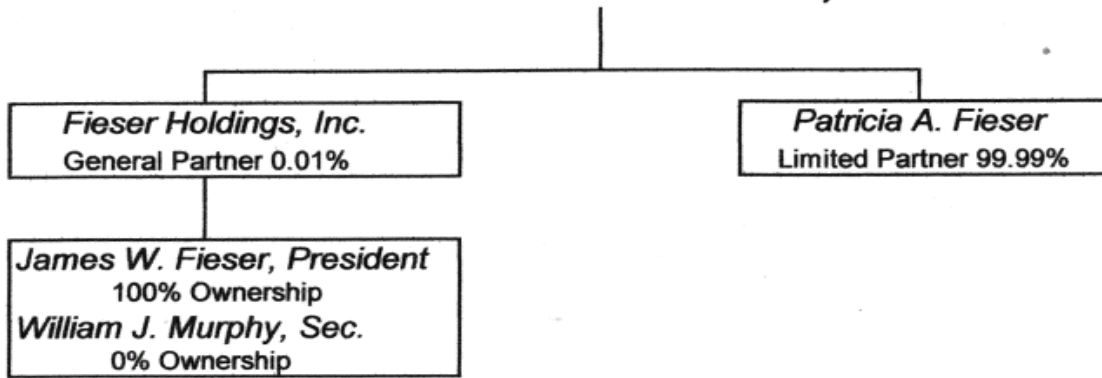 Fieser Holdings, Inc.
General Partner 0.01%
Patricia A. Fieser
Limited Partner 99.99%
James W. Fieser, President
100% Ownership
William J. Murphy, Sec.
0% Ownership